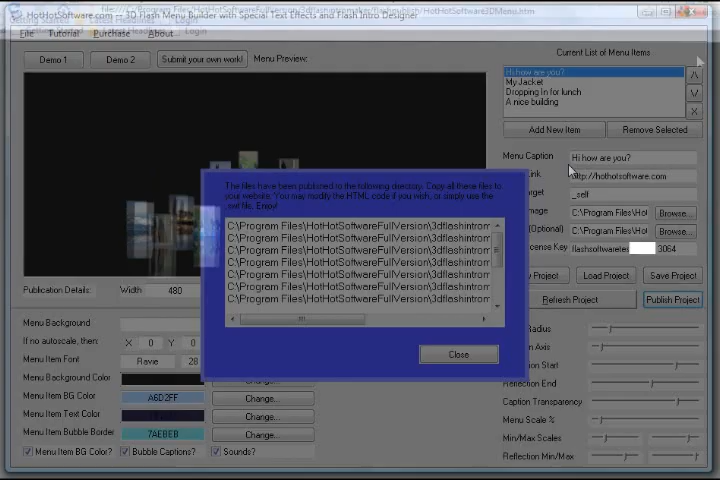 HotHotSoftware.com -- 3D Flash Menu Builder with Special Text Effects and Flash Intro Designer
File Tutorial Purchase About...
Demo 1 Demo 2 Submit your own work! Menu Preview:
Current List of Menu Items
Hi how are you?
My Jacket
Dropping In for lunch
A nice building
/\
\/
X
Add New Item Remove Selected
Menu Caption Hi how are you?
Link http://hothotsoftware.com
_self
C:\Program Files\Hot Browse...
(Optional) C:\Program Files\Hot Browse...
Key flashsoftwarefes 3064
Project Load Project Save Project
Refresh Project Publish Project
The files have been published to the following directory. Copy all these files to
your website. You may modify the HTML code if you wish, or simply use the
.swf file. Enjoy!
C:\Program Files\HotHotSoftwareFullVersion\3dflashintrom
C:\Program Files\HotHotSoftwareFullVersion\3dflashintrom
C:\Program Files\HotHotSoftwareFullVersion\3dflashintrom
C:\Program Files\HotHotSoftwareFullVersion\3dflashintrom
C:\Program Files\HotHotSoftwareFullVersion\3dflashintrom
C:\Program Files\HotHotSoftwareFullVersion\3dflashintrom
C:\Program Files\HotHotSoftwareFullVersion\3dflashintrom
Close
Publication Details: Width 480
Menu Background
If no autoscale, then: X 0 Y 0
Menu Item Font Ravie 28
Menu Background Color
Menu Item BG Color A6D2FF Change...
Menu Item Text Color Change...
Menu Item Bubble Border 7AEBEB Change...
Menu Item BG Color? Bubble Captions? Sounds?
Radius
Axis
Reflection Start
Reflection End
Caption Transparency
Menu Scale %
Min/Max Scales
Reflection Min/Max